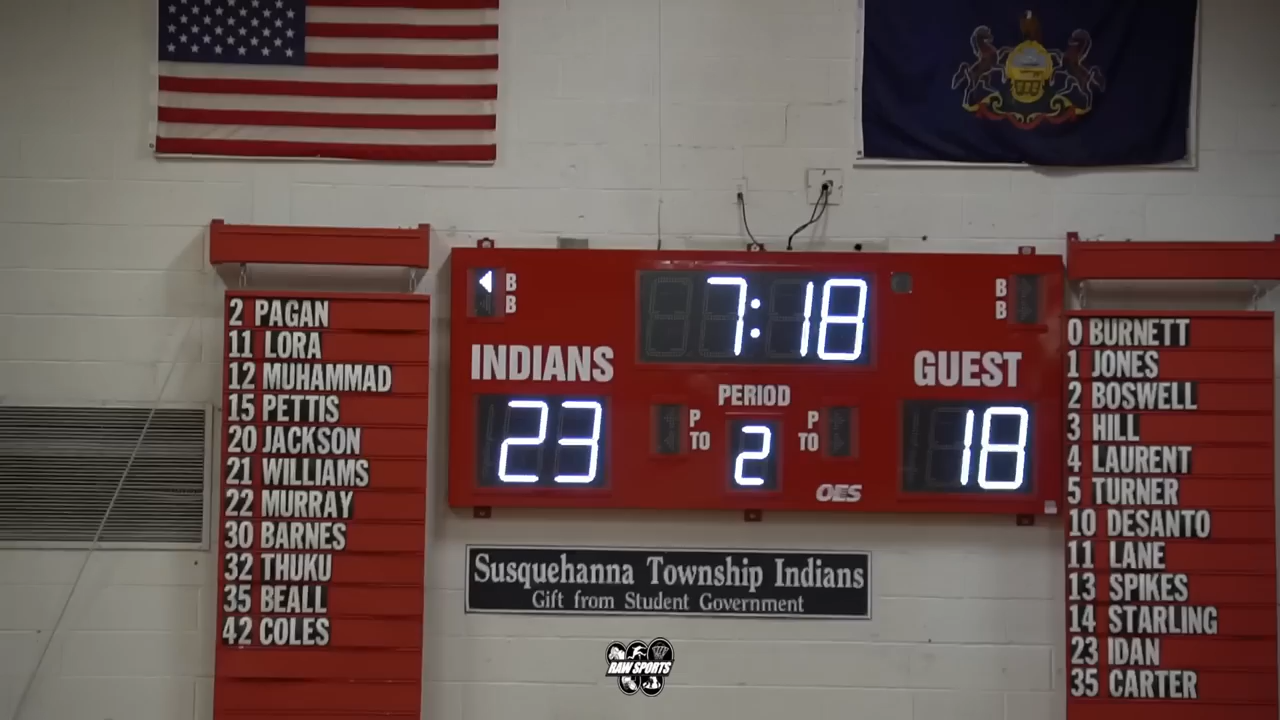 2 PAGAN
11 LORA
12 MUHAMMAD
15 PETTIS
20 JACKSON
21 WILLIAMS
22 MURRAY
30 BARNES
32 THUKU
35 BEALL
42 COLES
B
B
7:18
B
B
INDIANS
GUEST
PERIOD
23
P
TO
2
P
TO
18
OES
Susquehanna Township Indians
Gift from Student Government
RAW SPORTS
0 BURNETT
1 JONES
2 BOSWELL
3 HILL
4 LAURENT
5 TURNER
10 DESANTO
11 LANE
13 SPIKES
14 STARLING
23 IDAN
35 CARTER